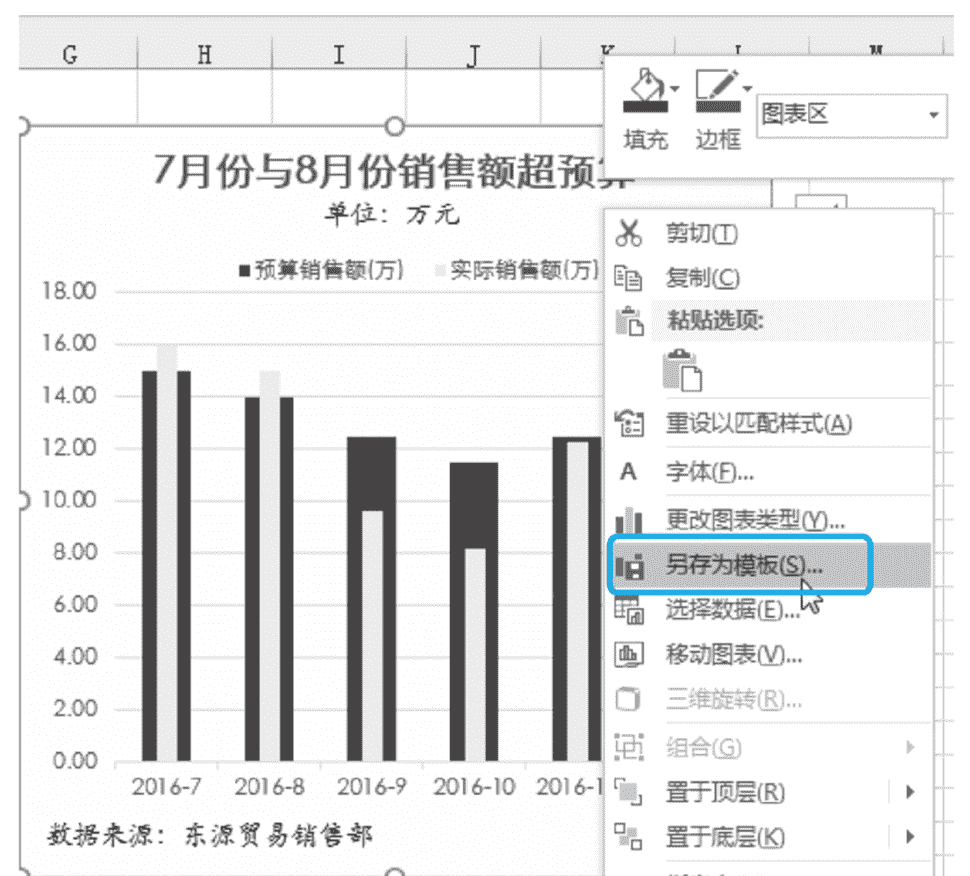 G H I J K L M
填充 边框 图表区
7月份与8月份销售额超预算
单位：万元
预算销售额(万) 实际销售额(万)
18.00
16.00
14.00
12.00
10.00
8.00
6.00
4.00
2.00
0.00
2016-7 2016-8 2016-9 2016-10 2016-1
数据来源：东源贸易销售部
剪切(T)
复制(C)
粘贴选项:
重设以匹配样式(A)
A 字体(F)...
更改图表类型(Y)...
另存为模板(S)...
选择数据(E)...
移动图表(V)...
三维旋转(R)...
组合(G)
置于顶层(R)
置于底层(K)